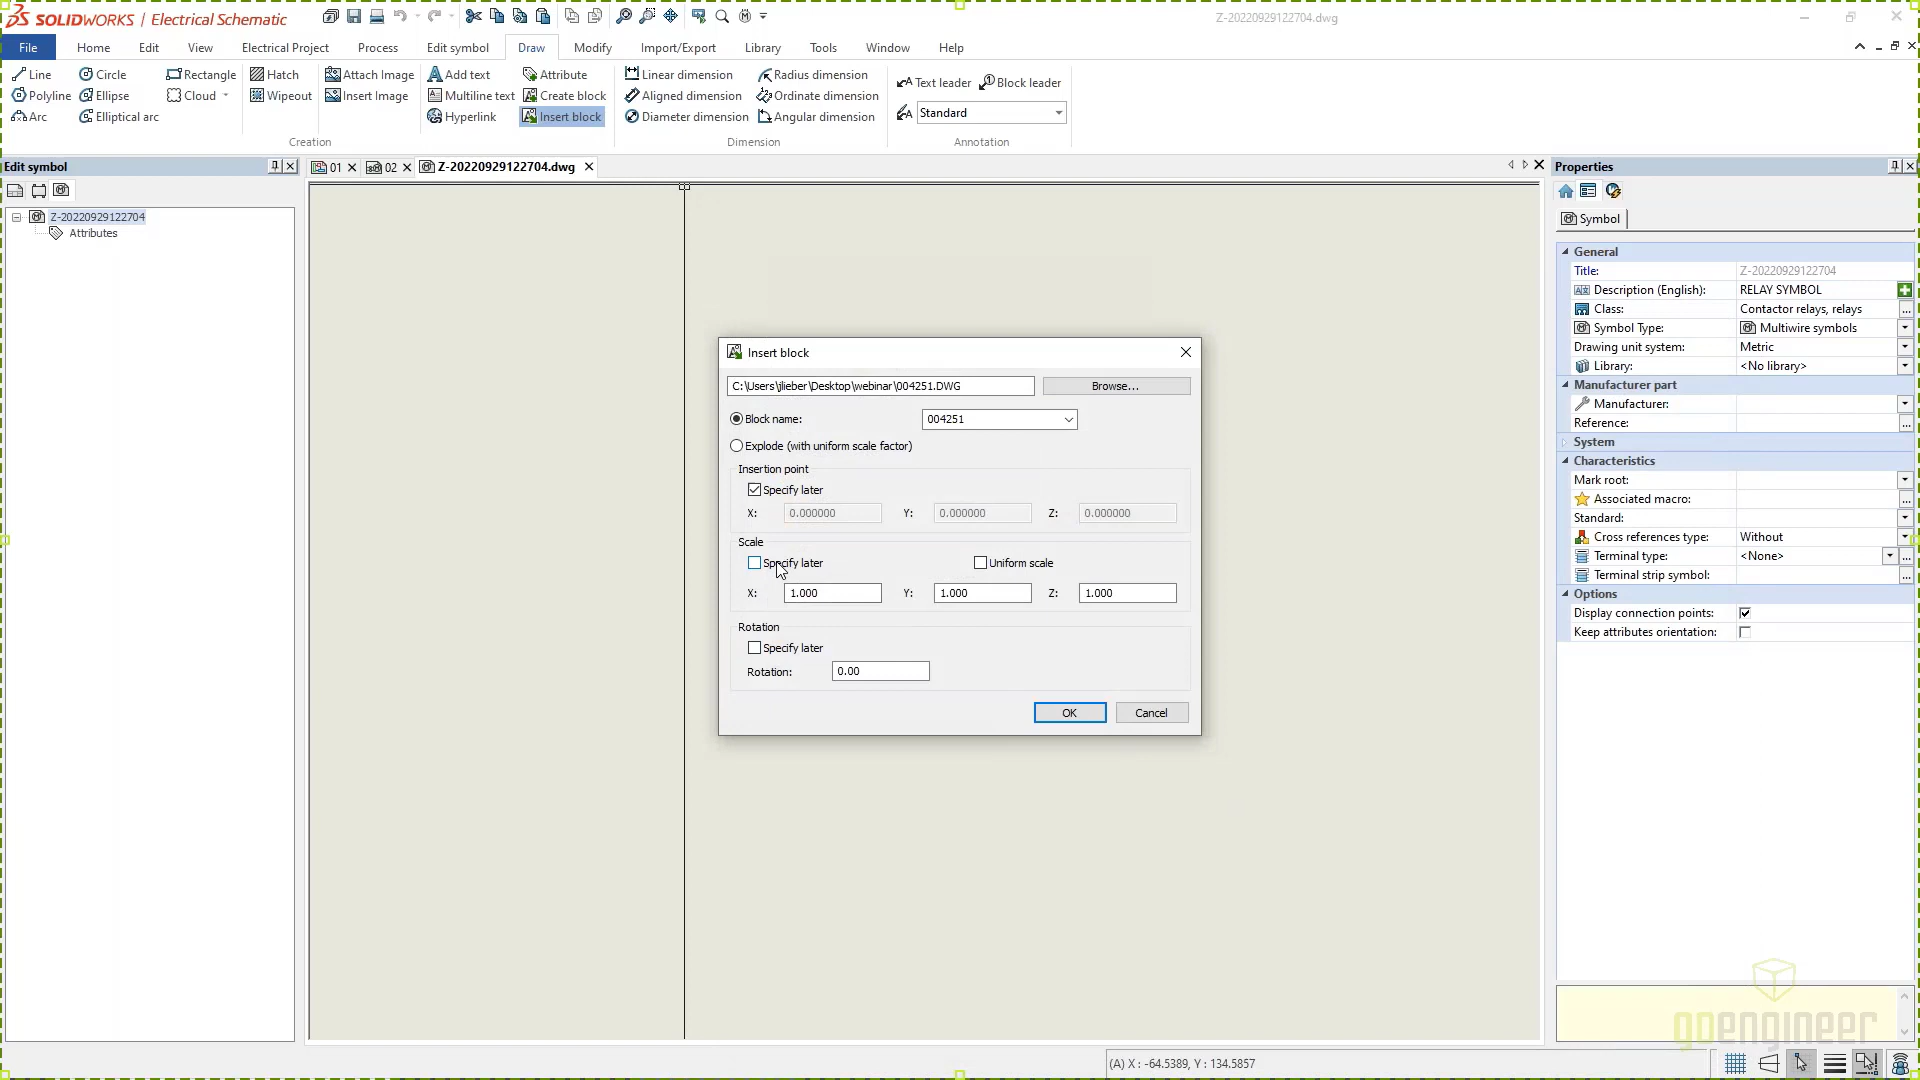 SOLIDWORKS | Electrical Schematic
Z-20220929122704.dwg
File Home Edit View Electrical Project Process Edit symbol Draw Modify Import/Export Library Tools Window Help
Line Circle Rectangle Hatch Attach Image Add text Attribute Linear dimension Radius dimension
Text leader Block leader
Polyline Ellipse Cloud Wipeout Insert Image Multiline text Create block Aligned dimension Ordinate dimension
Standard
Arc Elliptical arc Hyperlink Insert block Diameter dimension Angular dimension
Creation Dimension Annotation
Edit symbol
01 02 Z-20220929122704.dwg
Properties
Z-20220929122704
Attributes
Symbol
General
Title: Z-20220929122704
Description (English): RELAY SYMBOL
Class: Contactor relays, relays ...
Symbol Type: Multiwire symbols
Drawing unit system: Metric
Library: <No library>
Manufacturer part
Manufacturer:
Reference: ...
System
Characteristics
Mark root:
Associated macro: ...
Standard:
Cross references type: Without
Terminal type: <None> ...
Terminal strip symbol: ...
Options
Display connection points:
Keep attributes orientation:
Insert block
C:\Users\jlieber\Desktop\webinar\004251.DWG Browse...
Block name: 004251
Explode (with uniform scale factor)
Insertion point
Specify later
X: 0.000000 Y: 0.000000 Z: 0.000000
Scale
Specify later Uniform scale
X: 1.000 Y: 1.000 Z: 1.000
Rotation
Specify later
Rotation: 0.00
OK Cancel
goengineer
(A) X : -64.5389, Y : 134.5857